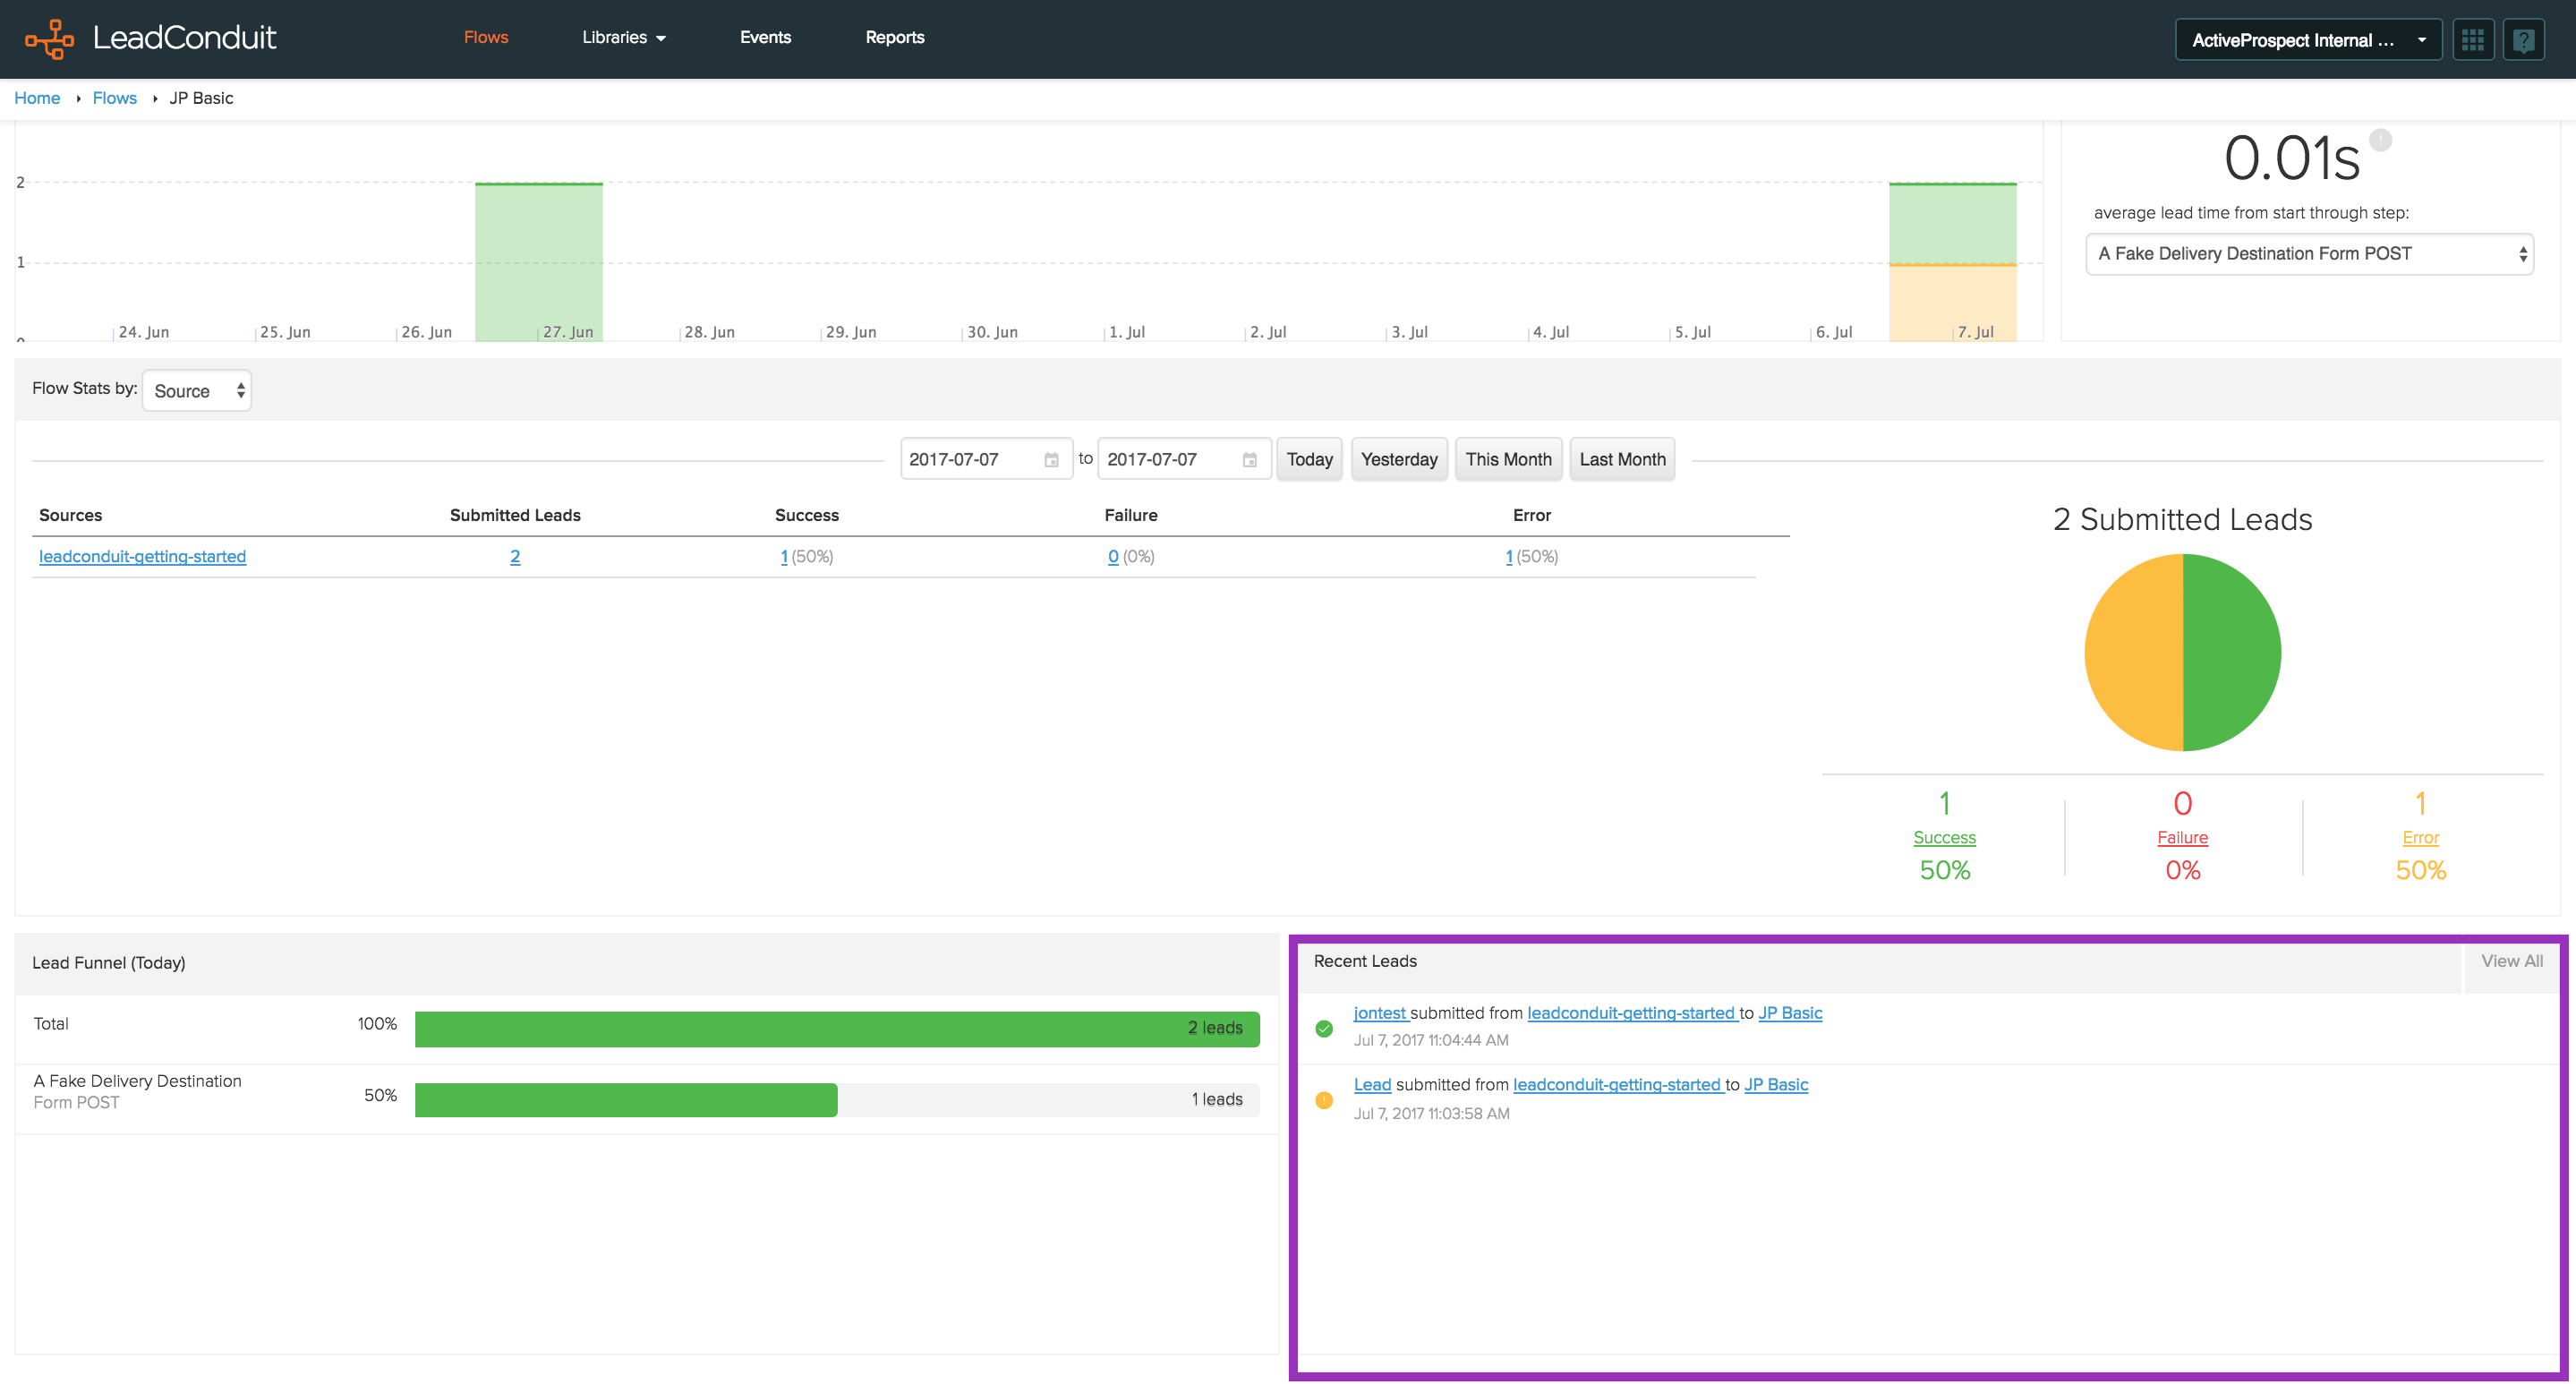 LeadConduit
Flows
Libraries
Events
Reports
ActiveProspect Internal ...
?
Home
Flows
JP Basic
2
1
24. Jun
25. Jun
26. Jun
27. Jun
28. Jun
29. Jun
30. Jun
1. Jul
2. Jul
3. Jul
4. Jul
5. Jul
6. Jul
7. Jul
0.01s
average lead time from start through step:
A Fake Delivery Destination Form POST
Flow Stats by: Source
2017-07-07 to 2017-07-07 Today Yesterday This Month Last Month
Sources Submitted Leads Success Failure Error
leadconduit-getting-started 2 1 (50%) 0 (0%) 1 (50%)
2 Submitted Leads
1 0 1
Success Failure Error
50% 0% 50%
Lead Funnel (Today)
Total 100% 2 leads
A Fake Delivery Destination
Form POST
50% 1 leads
Recent Leads
View All
jontest submitted from leadconduit-getting-started to JP Basic
Jul 7, 2017 11:04:44 AM
Lead submitted from leadconduit-getting-started to JP Basic
Jul 7, 2017 11:03:58 AM